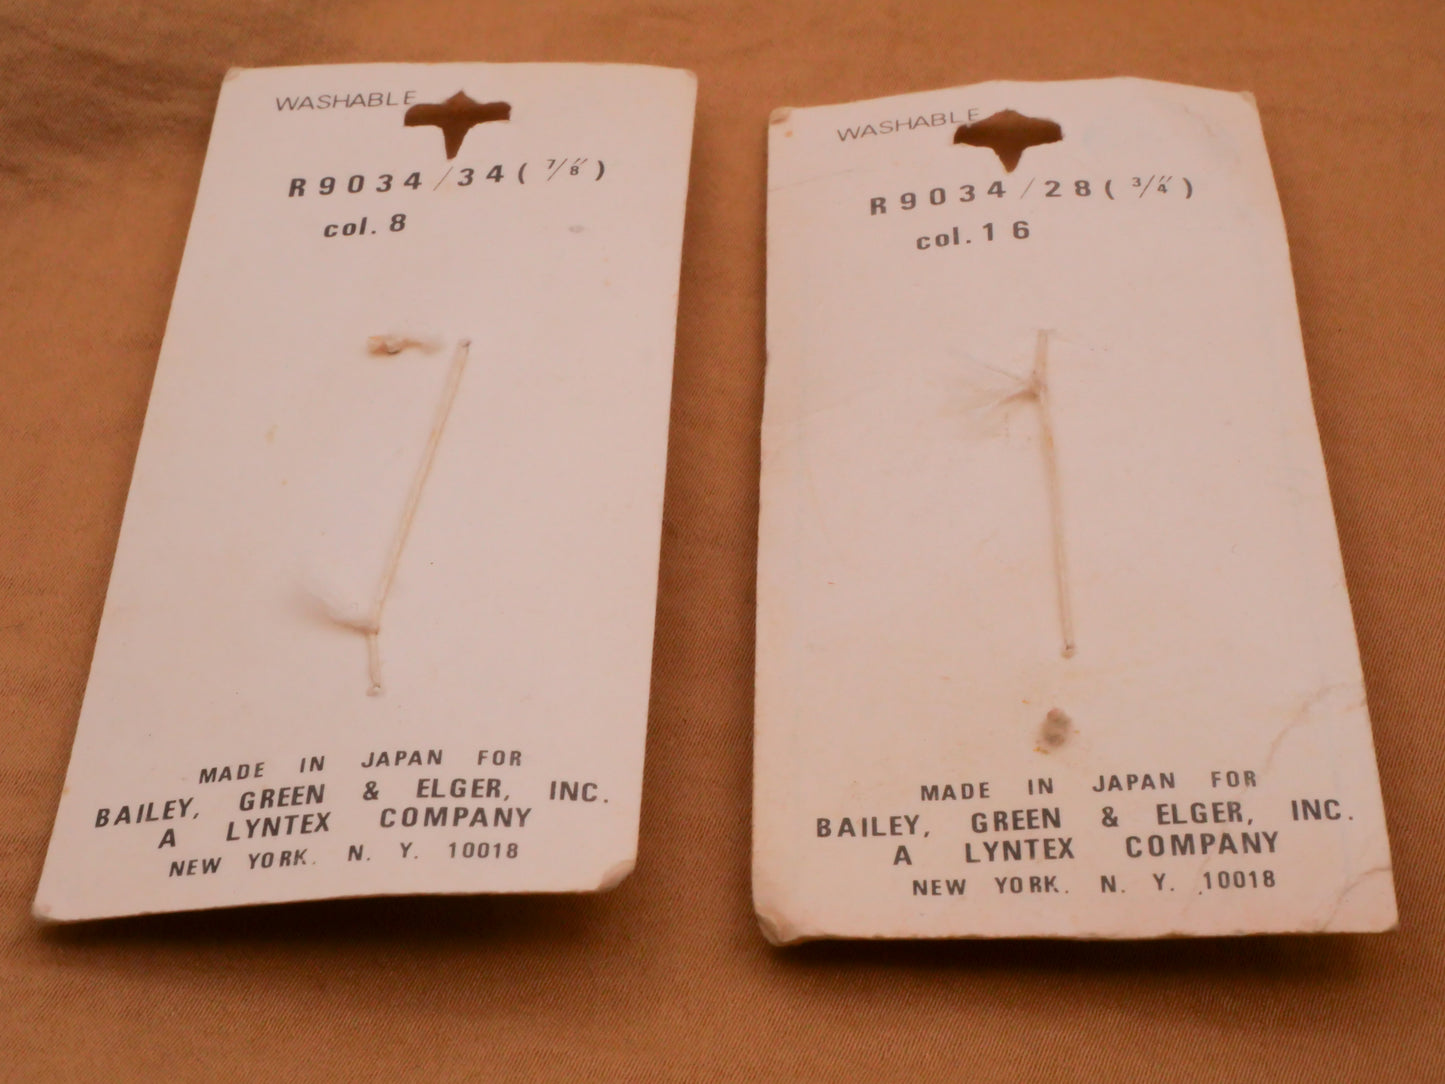 WASHABLE
R9034/34(7/8")
col.8
MADE IN JAPAN FOR
BAILEY, GREEN & ELGER, INC.
A LYNTEX COMPANY
NEW YORK. N. Y. 10018
WASHABLE
R9034/28(3/4")
col.16
MADE IN JAPAN FOR
BAILEY, GREEN & ELGER, INC.
A LYNTEX COMPANY
NEW YORK. N. Y. 10018